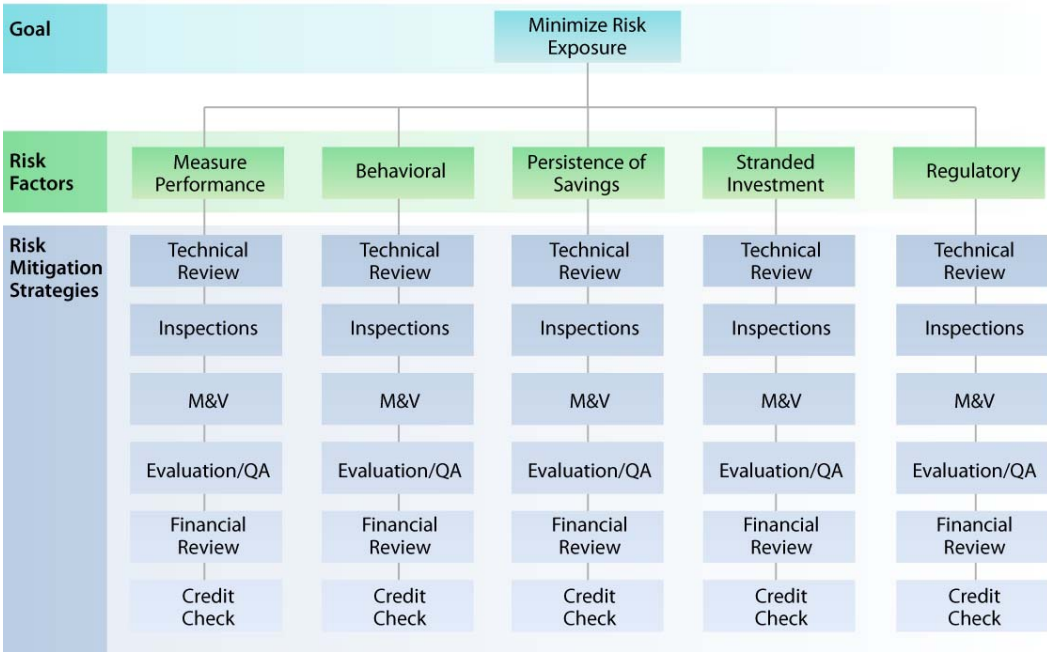 Goal
Minimize Risk
Exposure
Risk
Factors
Measure
Performance
Behavioral
Persistence of
Savings
Stranded
Investment
Regulatory
Risk
Mitigation
Strategies
Technical
Review
Technical
Review
Technical
Review
Technical
Review
Technical
Review
Inspections
Inspections
Inspections
Inspections
Inspections
M&V
M&V
M&V
M&V
M&V
Evaluation/QA
Evaluation/QA
Evaluation/QA
Evaluation/QA
Evaluation/QA
Financial
Review
Financial
Review
Financial
Review
Financial
Review
Financial
Review
Credit
Check
Credit
Check
Credit
Check
Credit
Check
Credit
Check